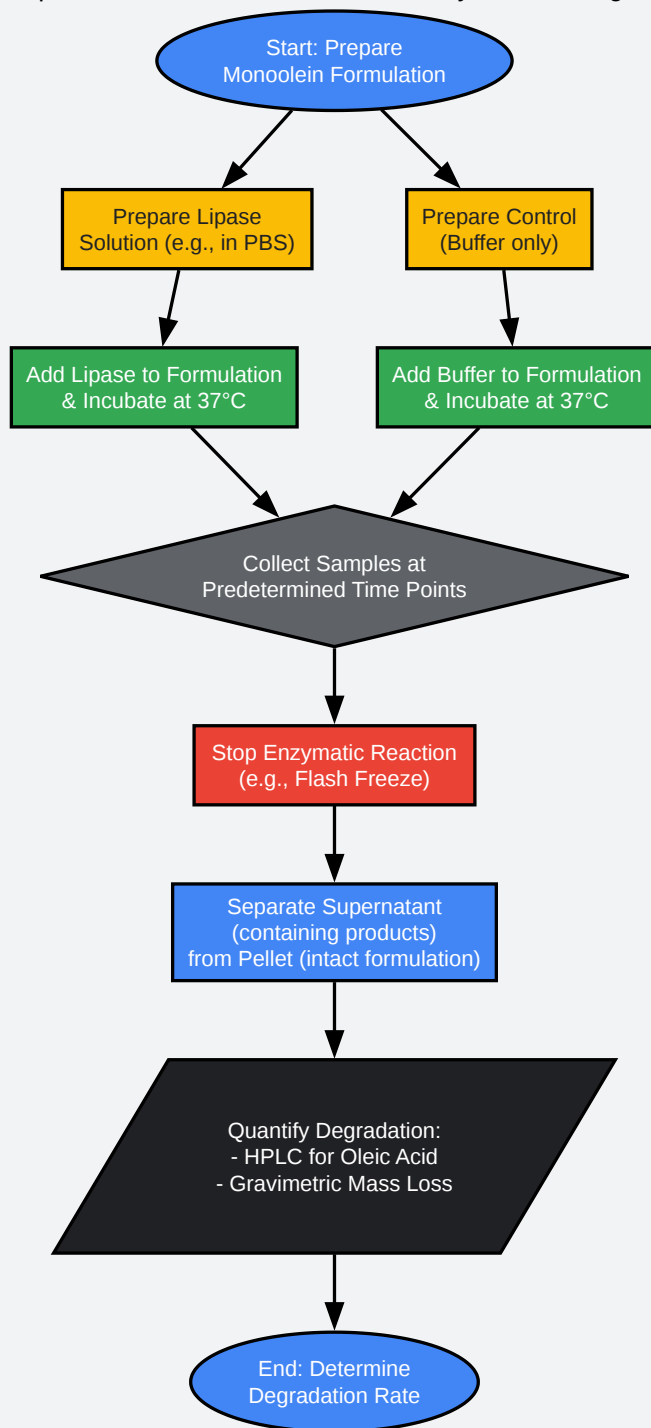 Start: Prepare
Monoolein Formulation
Prepare Lipase
Solution (e.g., in PBS)
Prepare Control
(Buffer only)
Add Lipase to Formulation
& Incubate at 37°C
Add Buffer to Formulation
& Incubate at 37°C
Collect Samples at
Predetermined Time Points
Stop Enzymatic Reaction
(e.g., Flash Freeze)
Separate Supernatant
(containing products)
from Pellet (intact formulation)
Quantify Degradation:
- HPLC for Oleic Acid
- Gravimetric Mass Loss
End: Determine
Degradation Rate